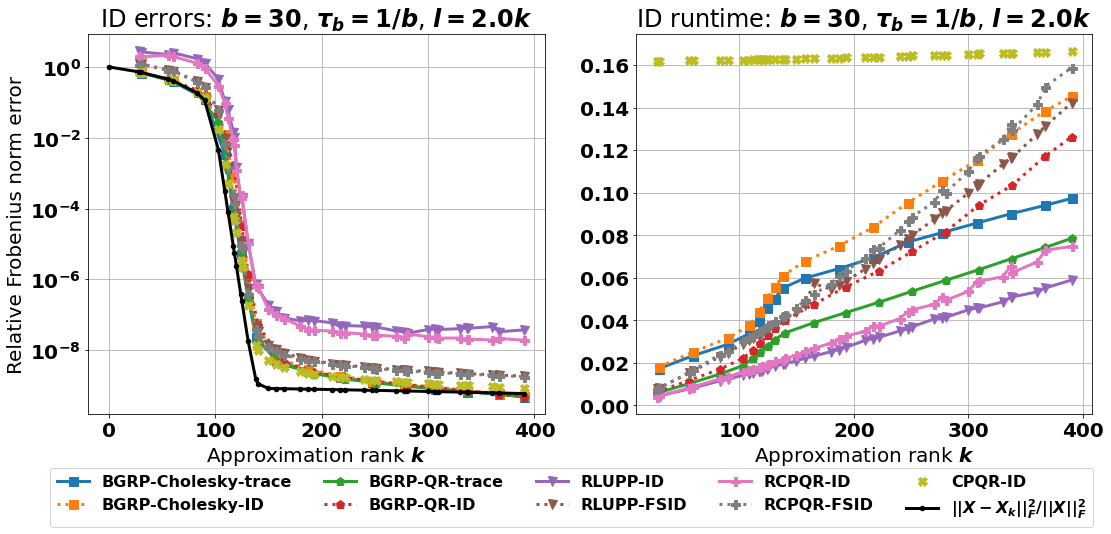 ID errors: b = 30, τ_b = 1/b, l = 2.0k
Relative Frobenius norm error
10^0
10^-2
10^-4
10^-6
10^-8
0 100 200 300 400
Approximation rank k
ID runtime: b = 30, τ_b = 1/b, l = 2.0k
0.16
0.14
0.12
0.10
0.08
0.06
0.04
0.02
0.00
100 200 300 400
Approximation rank k
BGRP-Cholesky-trace BGRP-QR-trace RLUPP-ID RCPQR-ID CPQR-ID
BGRP-Cholesky-ID BGRP-QR-ID RLUPP-FSID RCPQR-FSID ||X − X_k||_F^2/||X||_F^2